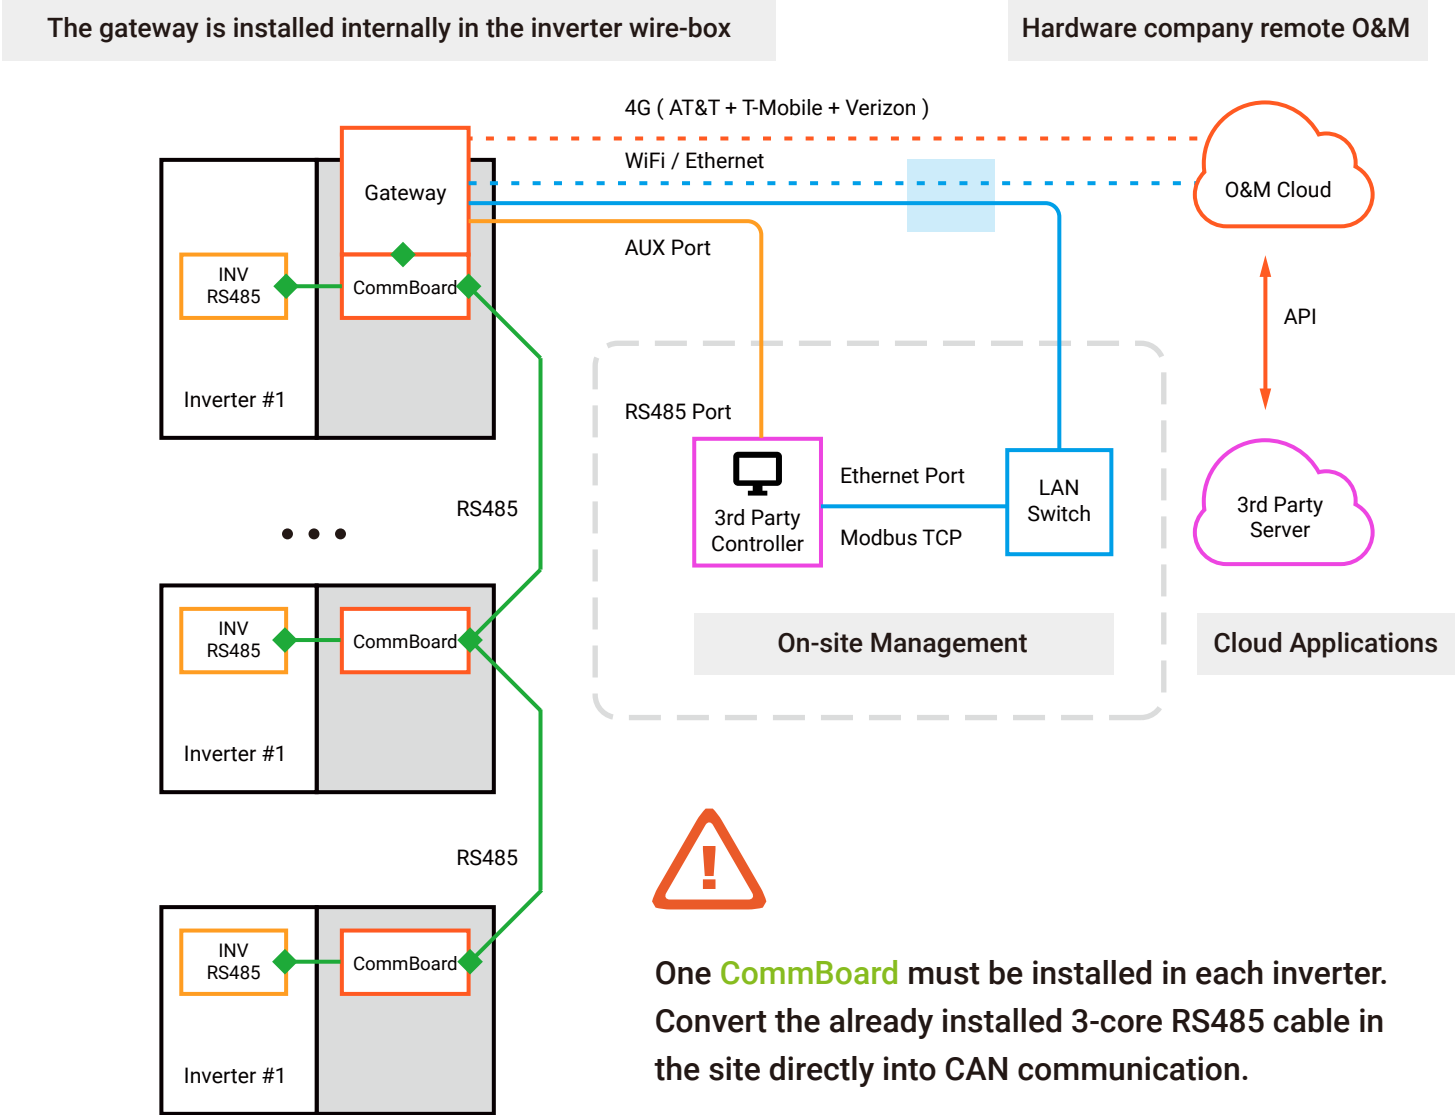 The gateway is installed internally in the inverter wire-box
Hardware company remote O&M
4G ( AT&T + T-Mobile + Verizon )
WiFi / Ethernet
Gateway
O&M Cloud
AUX Port
INV
RS485
CommBoard
API
Inverter #1
RS485 Port
Ethernet Port
LAN
Switch
3rd Party
Controller
Modbus TCP
3rd Party
Server
RS485
INV
RS485
CommBoard
On-site Management
Cloud Applications
Inverter #1
RS485
!
INV
RS485
CommBoard
Inverter #1
One CommBoard must be installed in each inverter.
Convert the already installed 3-core RS485 cable in
the site directly into CAN communication.